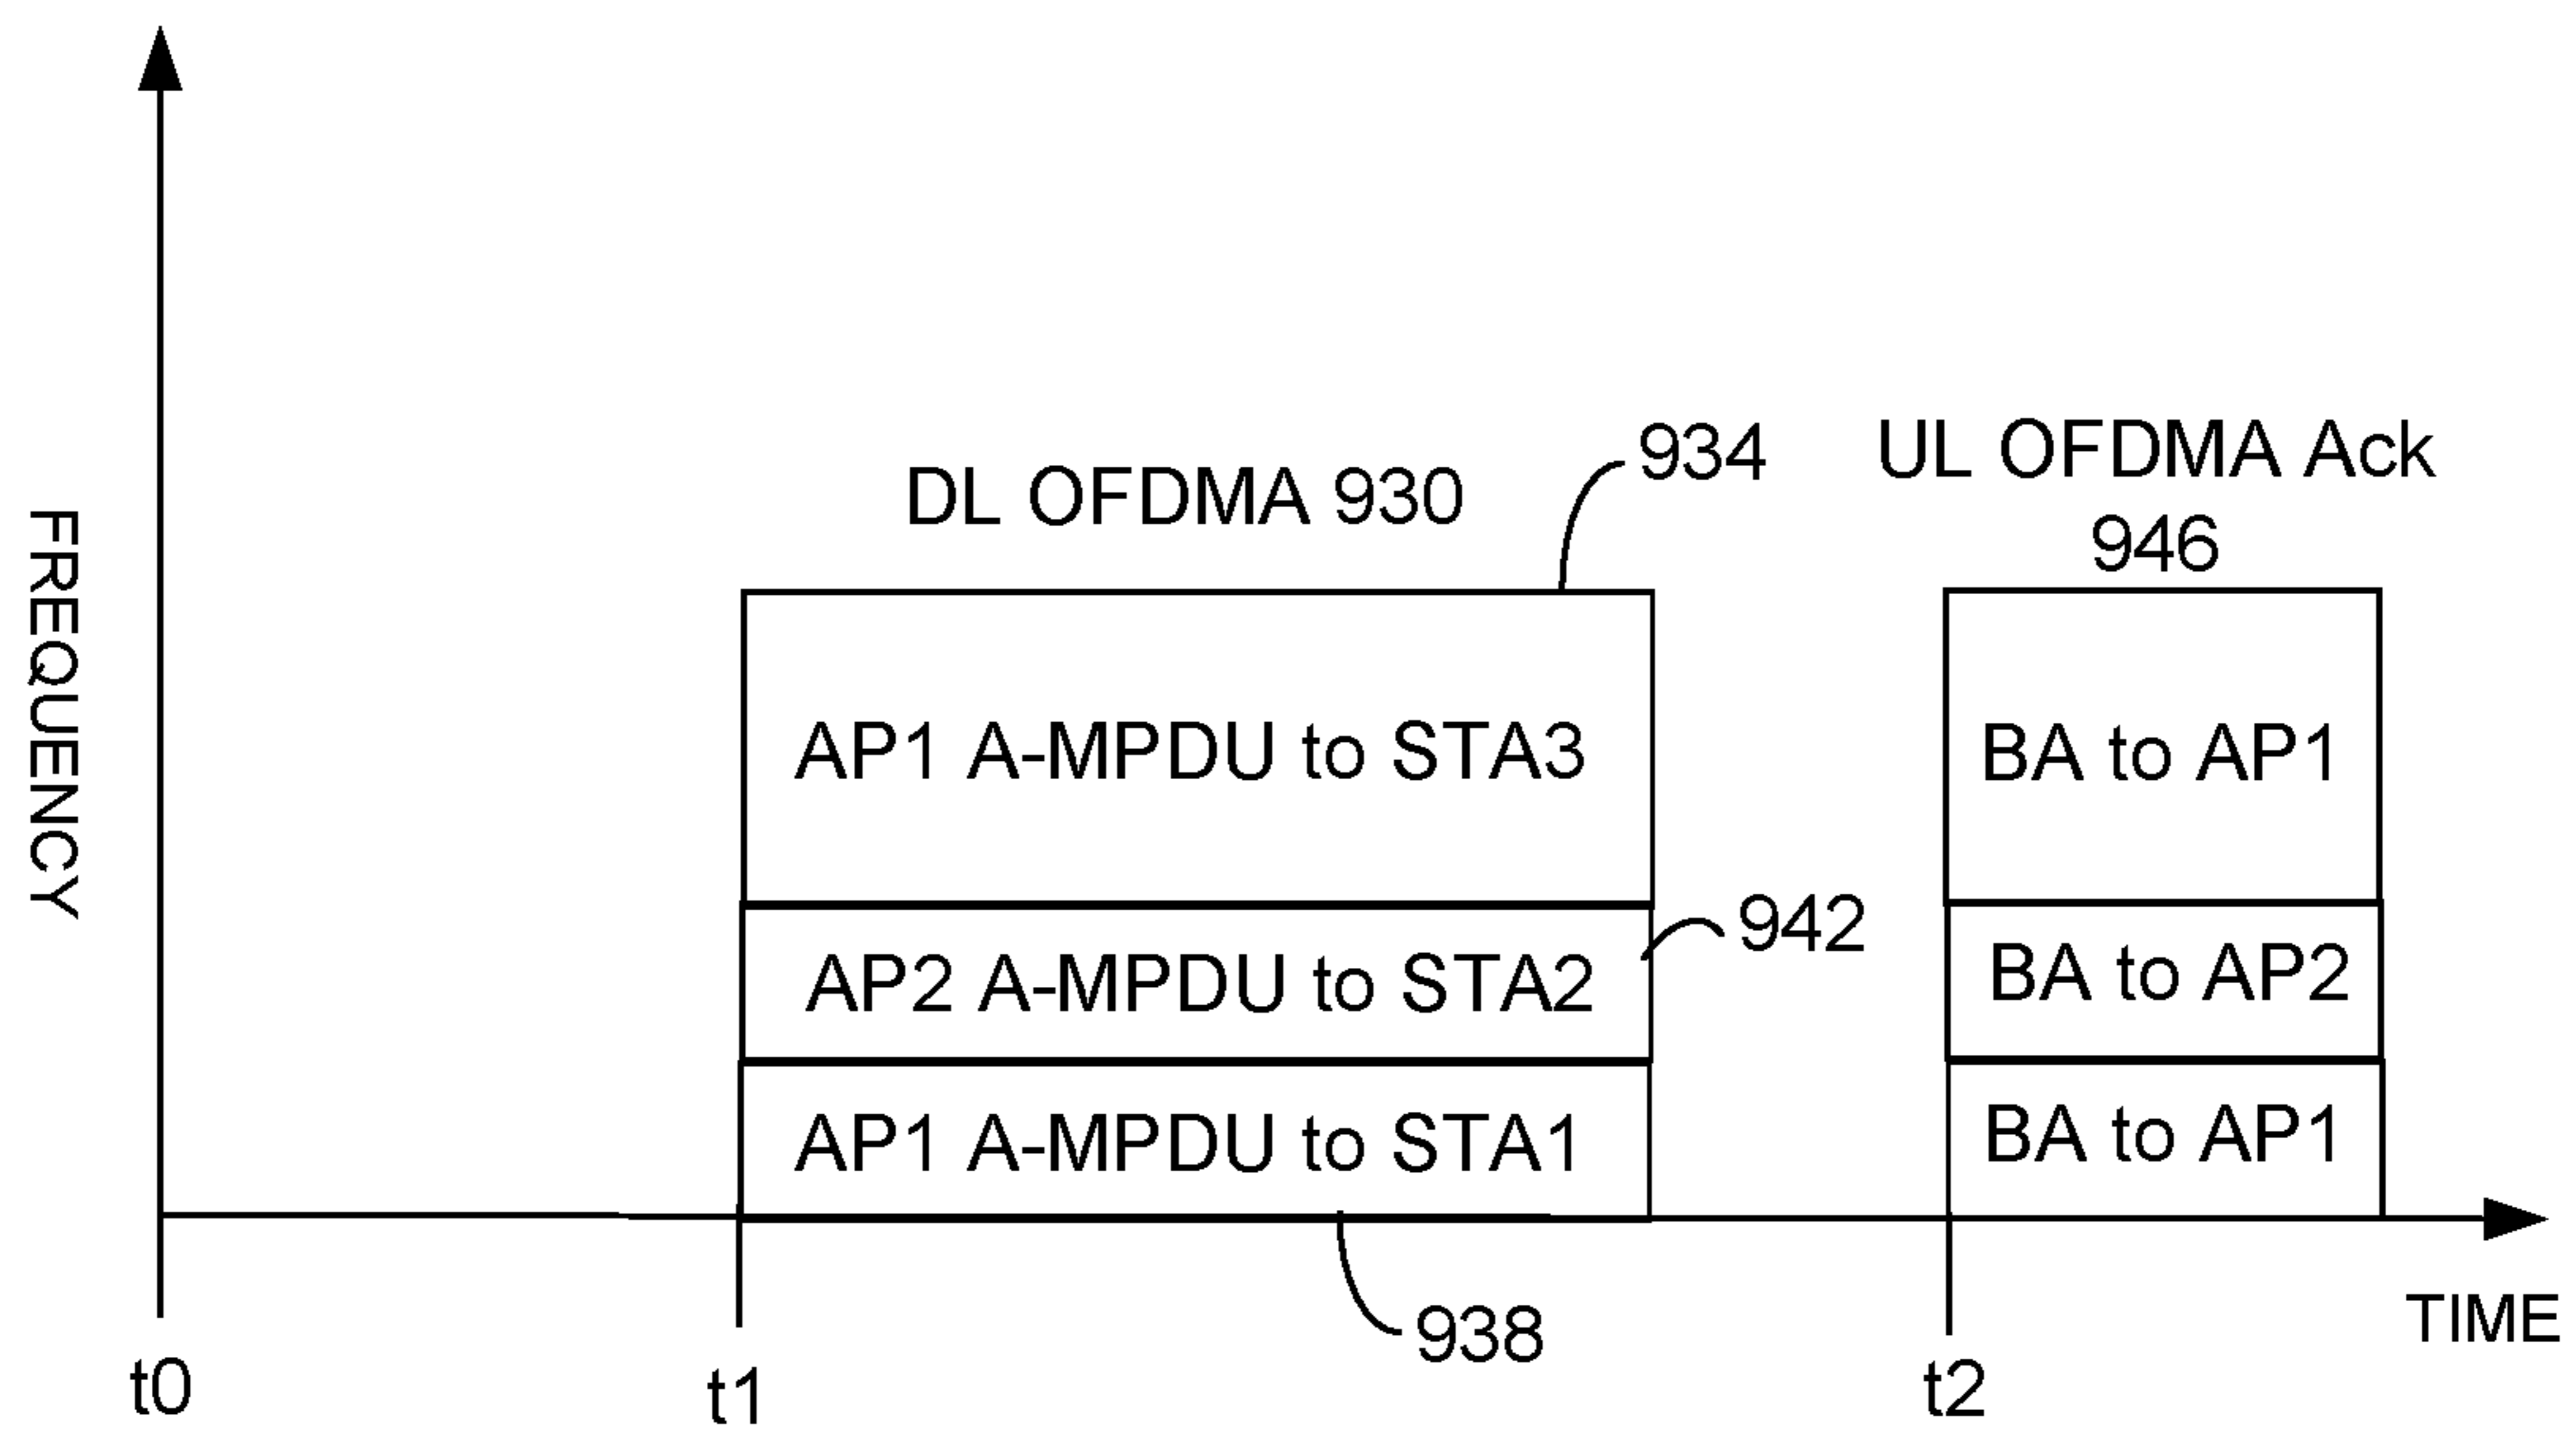 FREQUENCY
DL OFDMA 930
934
UL OFDMA Ack
946
AP1 A-MPDU to STA3
BA to AP1
942
AP2 A-MPDU to STA2
BA to AP2
AP1 A-MPDU to STA1
BA to AP1
938
TIME
t0
t1
t2